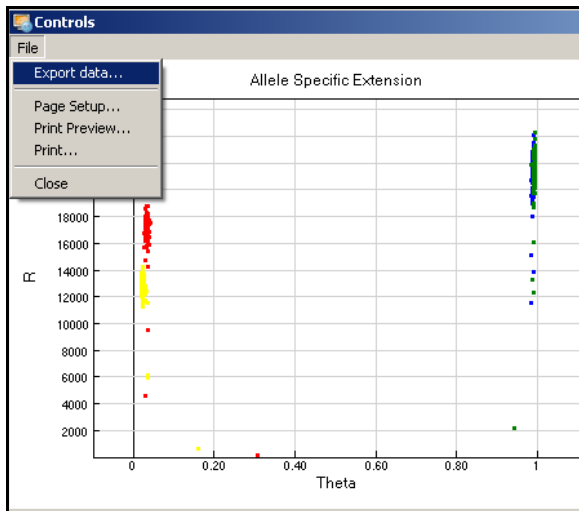 Controls
File
Export data...
Page Setup...
Print Preview...
Print...
Close
Allele Specific Extension
18000
16000
14000
12000
10000
8000
6000
4000
2000
R
0 0.20 0.40 0.60 0.80 1
Theta